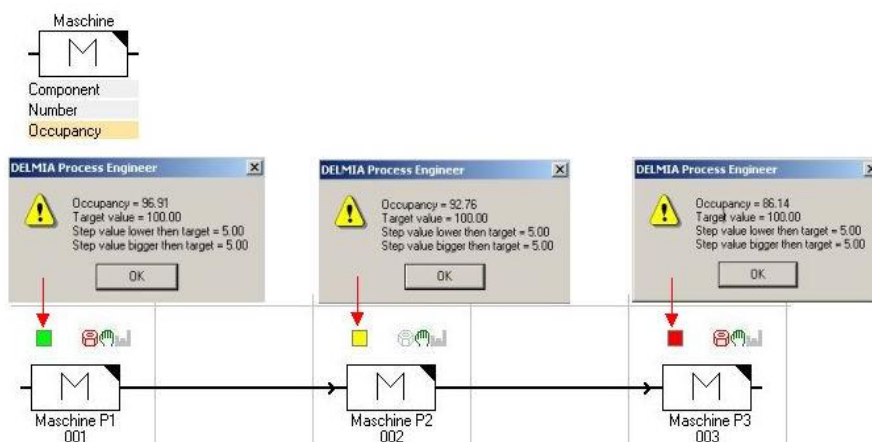 Maschine
M
Component
Number
Occupancy
DELMIA Process Engineer
Occupancy = 96.91
Target value = 100.00
Step value lower then target = 5.00
Step value bigger then target = 5.00
OK
DELMIA Process Engineer
Occupancy = 92.76
Target value = 100.00
Step value lower then target = 5.00
Step value bigger then target = 5.00
OK
DELMIA Process Engineer
Occupancy = 86.14
Target value = 100.00
Step value lower then target = 5.00
Step value bigger then target = 5.00
OK
M
Maschine P1
001
M
Maschine P2
002
M
Maschine P3
003